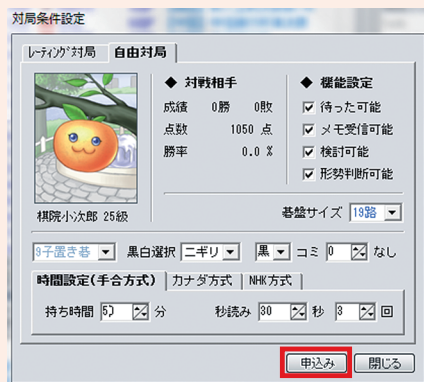 対局条件設定
レーティング対局 自由対局
◆ 対戦相手
成績 0勝 0敗
点数 1050 点
勝率 0.0 %
◆ 機能設定
待った可能
メモ受信可能
検討可能
形勢判断可能
棋院小次郎 25級
碁盤サイズ 19路
9子置き碁 黒白選択 ニギリ 黒 コミ 0 なし
時間設定(手合方式) カナダ方式 NHK方式
持ち時間 5 分 秒読み 30 秒 3 回
申込み 閉じる